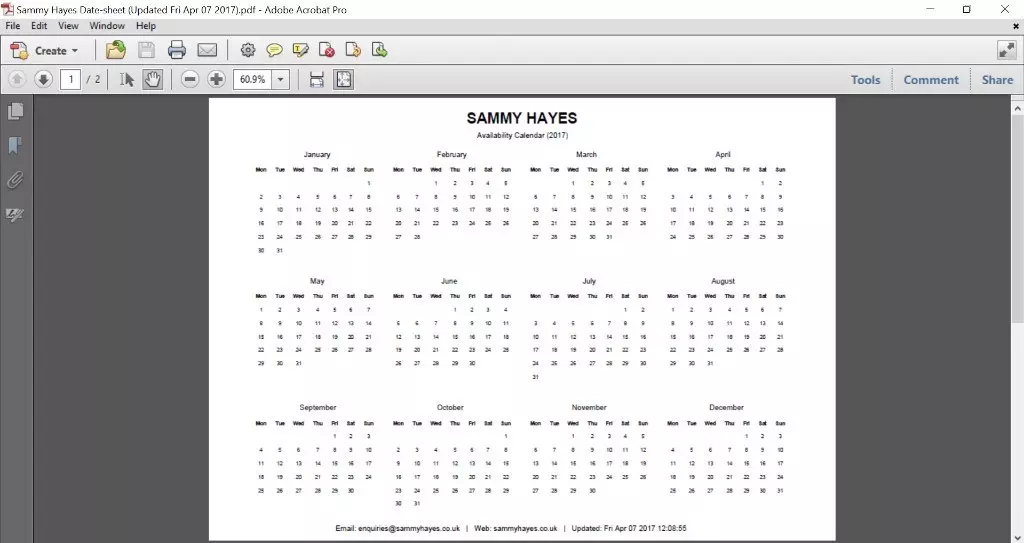 Sammy Hayes Date-sheet (Updated Fri Apr 07 2017).pdf - Adobe Acrobat Pro
File Edit View Window Help
Create
1 / 2 60.9% Tools Comment Share
SAMMY HAYES
Availability Calendar (2017)
January February March April
Mon Tue Wed Thu Fri Sat Sun Mon Tue Wed Thu Fri Sat Sun Mon Tue Wed Thu Fri Sat Sun Mon Tue Wed Thu Fri Sat Sun
1 1 2 3 4 5 1 2 3 4 5 1 2
2 3 4 5 6 7 8 6 7 8 9 10 11 12 6 7 8 9 10 11 12 3 4 5 6 7 8 9
9 10 11 12 13 14 15 13 14 15 16 17 18 19 13 14 15 16 17 18 19 10 11 12 13 14 15 16
16 17 18 19 20 21 22 20 21 22 23 24 25 26 20 21 22 23 24 25 26 17 18 19 20 21 22 23
23 24 25 26 27 28 29 27 28 27 28 29 30 31 24 25 26 27 28 29 30
30 31
May June July August
Mon Tue Wed Thu Fri Sat Sun Mon Tue Wed Thu Fri Sat Sun Mon Tue Wed Thu Fri Sat Sun Mon Tue Wed Thu Fri Sat Sun
1 2 3 4 5 6 7 1 2 3 4 1 2 1 2 3 4 5 6 7
8 9 10 11 12 13 14 5 6 7 8 9 10 11 3 4 5 6 7 8 9 8 9 10 11 12 13 14
15 16 17 18 19 20 21 12 13 14 15 16 17 18 10 11 12 13 14 15 16 15 16 17 18 19 20 21
22 23 24 25 26 27 28 19 20 21 22 23 24 25 17 18 19 20 21 22 23 22 23 24 25 26 27 28
29 30 31 26 27 28 29 30 24 25 26 27 28 29 30 29 30 31
31
September October November December
Mon Tue Wed Thu Fri Sat Sun Mon Tue Wed Thu Fri Sat Sun Mon Tue Wed Thu Fri Sat Sun Mon Tue Wed Thu Fri Sat Sun
1 2 3 1 1 2 3 4 5 1 2 3
4 5 6 7 8 9 10 2 3 4 5 6 7 8 6 7 8 9 10 11 12 4 5 6 7 8 9 10
11 12 13 14 15 16 17 9 10 11 12 13 14 15 13 14 15 16 17 18 19 11 12 13 14 15 16 17
18 19 20 21 22 23 24 16 17 18 19 20 21 22 20 21 22 23 24 25 26 18 19 20 21 22 23 24
25 26 27 28 29 30 23 24 25 26 27 28 29 27 28 29 30 25 26 27 28 29 30 31
30 31
Email: enquiries@sammyhayes.co.uk | Web: sammyhayes.co.uk | Updated: Fri Apr 07 2017 12:08:55